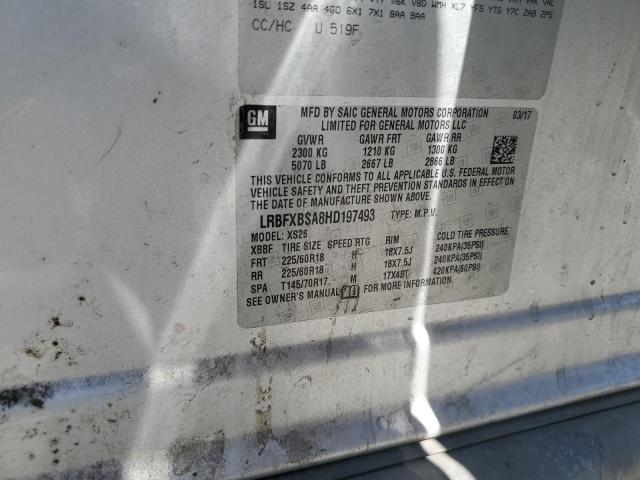 1SL 1SZ 4AA 4G0 6X1 7X1 8AA 9AA
CC/HC U 519F
GM
MFD BY SAIC GENERAL MOTORS CORPORATION 03/17
LIMITED FOR GENERAL MOTORS LLC
GVWR GAWR FRT GAWR RR
2300 KG 1210 KG 1300 KG
5070 LB 2667 LB 2866 LB
THIS VEHICLE CONFORMS TO ALL APPLICABLE U.S. FEDERAL MOTOR
VEHICLE SAFETY AND THEFT PREVENTION STANDARDS IN EFFECT ON
THE DATE OF MANUFACTURE SHOWN ABOVE.
LRBFXBSA8HD197493 TYPE: M.P.V.
MODEL: XS26
XBBF TIRE SIZE SPEED RTG RIM COLD TIRE PRESSURE
FRT 225/60R18 H 18X7.5J 240KPA(35PSI)
RR 225/60R18 H 18X7.5J 240KPA(35PSI)
SPA T145/70R17 M 17X4BT 420KPA(60PSI)
SEE OWNER'S MANUAL FOR ADDITIONAL INFORMATION.